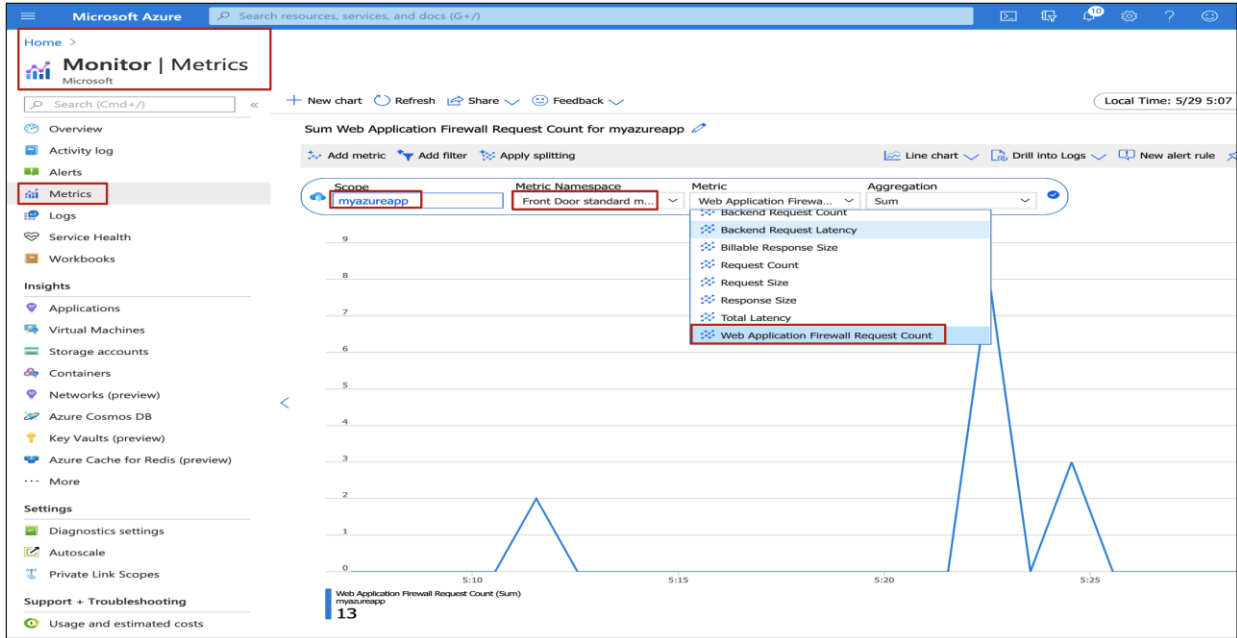 Microsoft Azure
Search resources, services, and docs (G+/)
10
Home >
Monitor | Metrics
Microsoft
Search (Cmd+/)
«
New chart
Refresh
Share
Feedback
Local Time: 5/29 5:07
Overview
Activity log
Alerts
Metrics
Logs
Service Health
Workbooks
Insights
Applications
Virtual Machines
Storage accounts
Containers
Networks (preview)
Azure Cosmos DB
Key Vaults (preview)
Azure Cache for Redis (preview)
··· More
Settings
Diagnostics settings
Autoscale
Private Link Scopes
Support + Troubleshooting
Usage and estimated costs
Sum Web Application Firewall Request Count for myazureapp
Add metric
Add filter
Apply splitting
Line chart
Drill into Logs
New alert rule
Scope
myazureapp
Metric Namespace
Front Door standard m...
Metric
Web Application Firewa...
Aggregation
Sum
Backend Request Count
Backend Request Latency
Billable Response Size
Request Count
Request Size
Response Size
Total Latency
Web Application Firewall Request Count
9
8
7
6
5
4
3
2
1
0
5:10
5:15
5:20
5:25
Web Application Firewall Request Count (Sum)
myazureapp
13